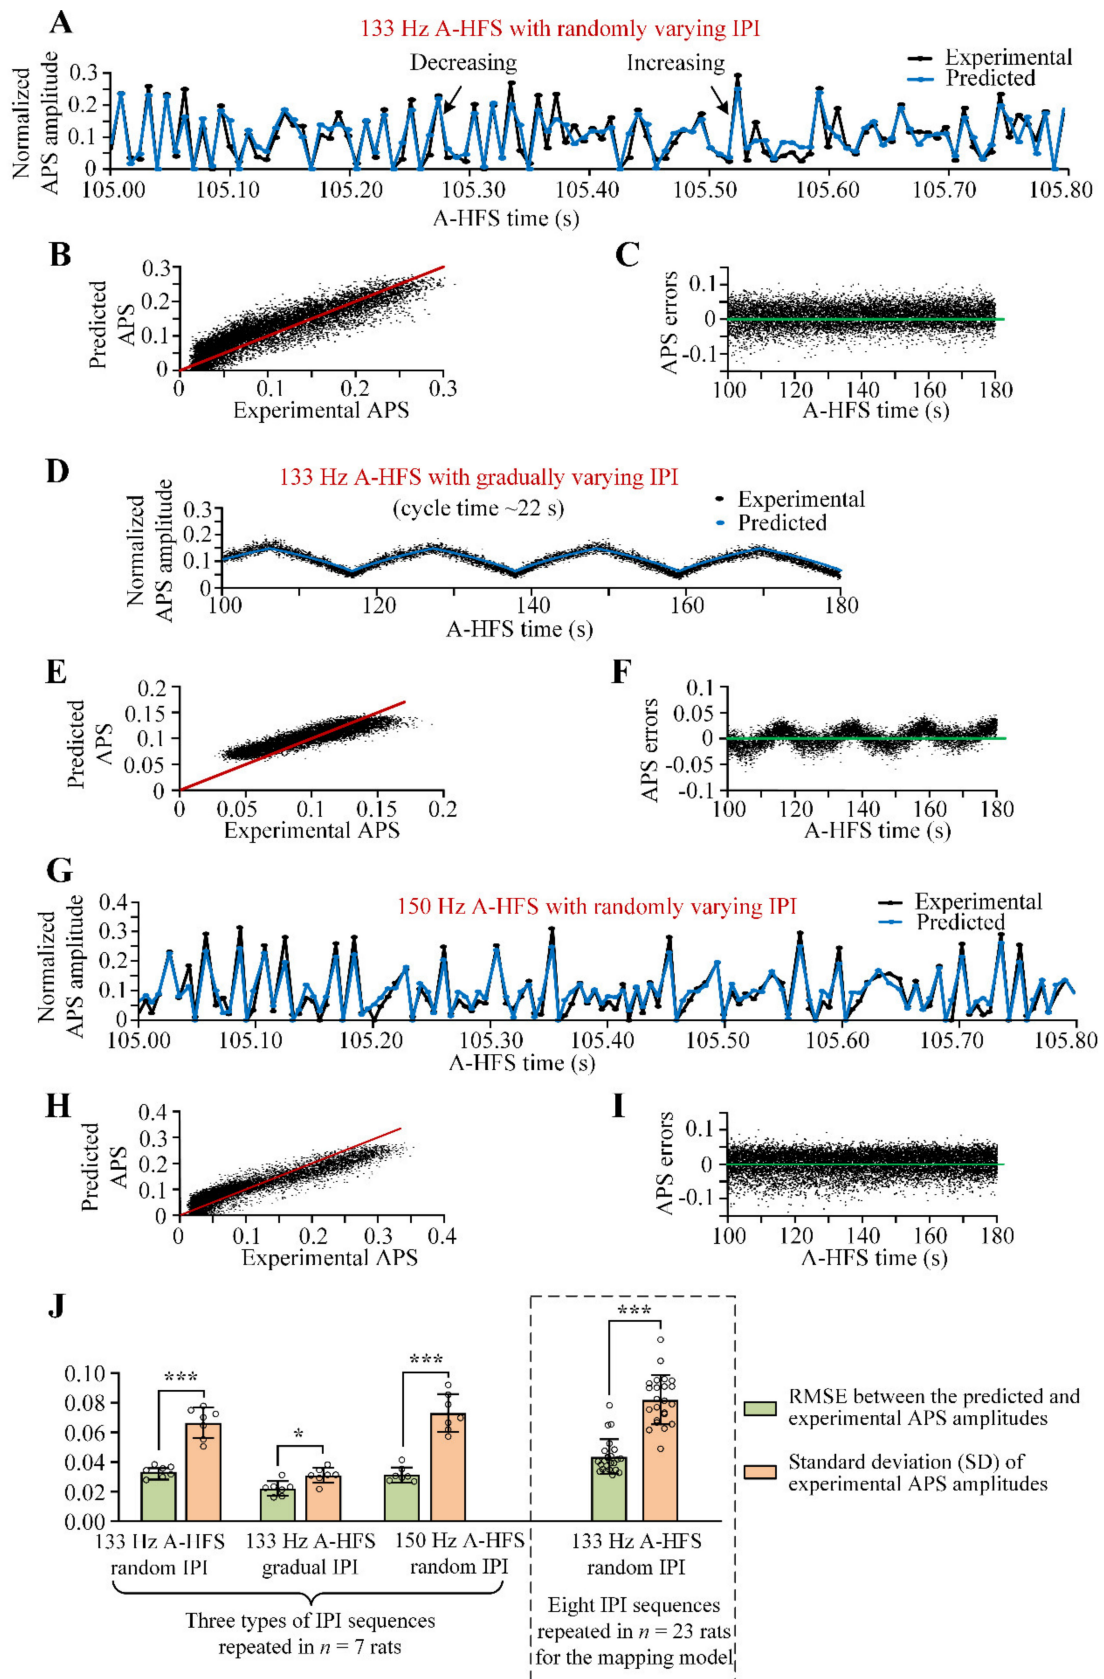 A
133 Hz A-HFS with randomly varying IPI
Decreasing
Increasing
Experimental
Predicted
Normalized
APS amplitude
0.3
0.2
0.1
0
105.00
105.10
105.20
105.30
105.40
105.50
105.60
105.70
105.80
A-HFS time (s)
B
Predicted
APS
0.3
0.2
0.1
0
0
0.1
0.2
0.3
Experimental APS
C
APS errors
0.1
0
-0.1
100
120
140
160
180
A-HFS time (s)
D
133 Hz A-HFS with gradually varying IPI
(cycle time ~22 s)
Experimental
Predicted
Normalized
APS amplitude
0.3
0.2
0.1
0
100
120
140
160
180
A-HFS time (s)
E
Predicted
APS
0.2
0.15
0.1
0.05
0
0
0.05
0.1
0.15
0.2
Experimental APS
F
APS errors
0.1
0.05
0
-0.05
-0.1
100
120
140
160
180
A-HFS time (s)
G
150 Hz A-HFS with randomly varying IPI
Experimental
Predicted
Normalized
APS amplitude
0.4
0.3
0.2
0.1
0
105.00
105.10
105.20
105.30
105.40
105.50
105.60
105.70
105.80
A-HFS time (s)
H
Predicted
APS
0.4
0.3
0.2
0.1
0
0
0.1
0.2
0.3
0.4
Experimental APS
I
APS errors
0.1
0
-0.1
100
120
140
160
180
A-HFS time (s)
J
0.10
0.08
0.06
0.04
0.02
0.00
***
*
***
***
133 Hz A-HFS
random IPI
133 Hz A-HFS
gradual IPI
150 Hz A-HFS
random IPI
133 Hz A-HFS
random IPI
Three types of IPI sequences
repeated in n = 7 rats
Eight IPI sequences
repeated in n = 23 rats
for the mapping model
RMSE between the predicted and
experimental APS amplitudes
Standard deviation (SD) of
experimental APS amplitudes